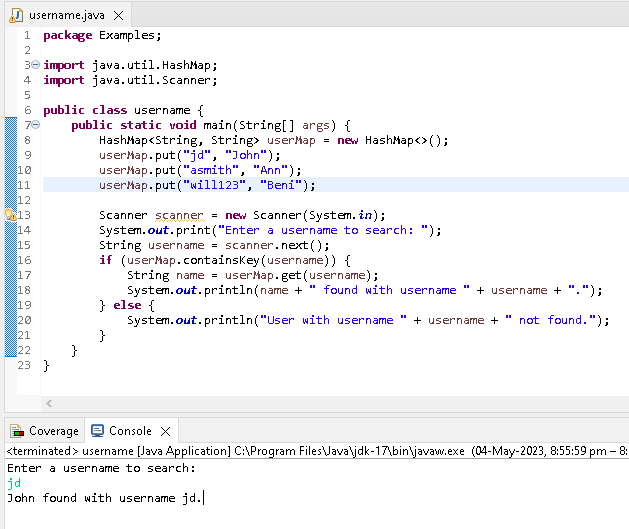 username.java
1 package Examples;
2
3 import java.util.HashMap;
4 import java.util.Scanner;
5
6 public class username {
7     public static void main(String[] args) {
8         HashMap<String, String> userMap = new HashMap<>();
9         userMap.put("jd", "John");
10         userMap.put("asmith", "Ann");
11         userMap.put("will123", "Beni");
12
13         Scanner scanner = new Scanner(System.in);
14         System.out.print("Enter a username to search: ");
15         String username = scanner.next();
16         if (userMap.containsKey(username)) {
17             String name = userMap.get(username);
18             System.out.println(name + " found with username " + username + ".");
19         } else {
20             System.out.println("User with username " + username + " not found.");
21         }
22     }
23 }
Coverage Console
<terminated> username [Java Application] C:\Program Files\Java\jdk-17\bin\javaw.exe (04-May-2023, 8:55:59 pm – 8:
Enter a username to search:
jd
John found with username jd.